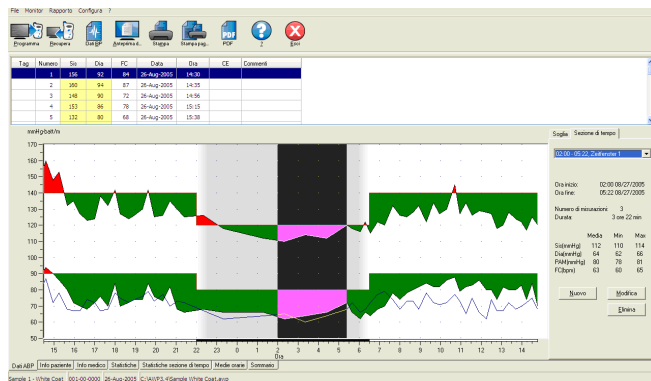 File Monitor Rapporto Configura ?
Programma Recupera Dati BP Anteprima d... Stampa Stampa pag... PDF ? Esci
Tag Numero Sis Dia FC Data Ora CE Commenti
1 156 92 84 26-Aug-2005 14:30
2 160 94 87 26-Aug-2005 14:35
3 148 90 72 26-Aug-2005 14:56
4 153 86 78 26-Aug-2005 15:15
5 132 80 68 26-Aug-2005 15:38
mmHg/batt/m
170
160
150
140
130
120
110
100
90
80
70
60
50
15 16 17 18 19 20 21 22 23 0 1 2 3 4 5 6 7 8 9 10 11 12 13 14
Ora
Soglie Sezione di tempo
02:00 - 05:22, Zeitfenster 1
Ora inizio: 02:00 08/27/2005
Ora fine: 05:22 08/27/2005
Numero di misurazioni: 3
Durata: 3 ore 22 min
Media Min Max
Sis(mmHg) 112 110 114
Dia(mmHg) 64 62 66
PAM(mmHg) 80 78 81
FC(bpm) 63 60 65
Nuovo Modifica
Elimina
Dati ABP Info paziente Info medico Statistiche Statistiche sezione di tempo Medie orarie Sommario
Sample 1 - White Coat 001-00-0000 26-Aug-2005 C:\AWP3.4\Sample White Coat.awp